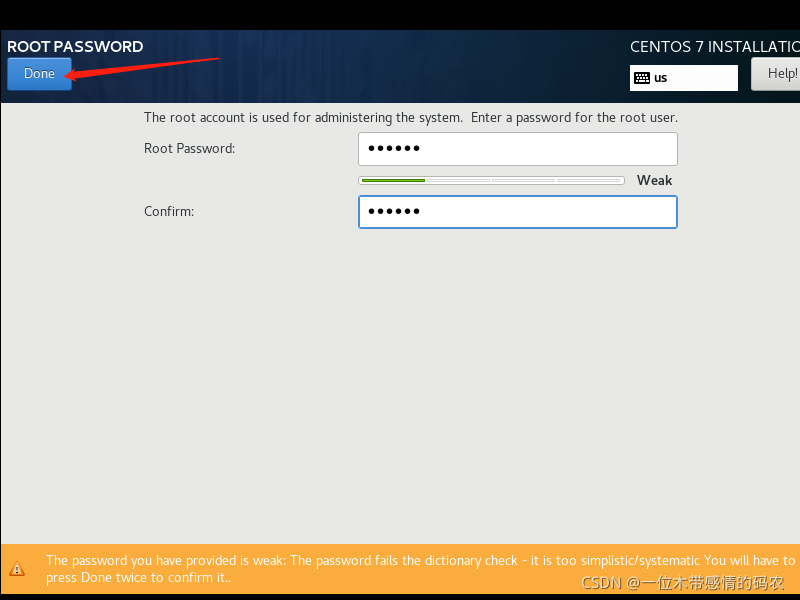 ROOT PASSWORD
CENTOS 7 INSTALLATIO
Done
us
Help!
The root account is used for administering the system. Enter a password for the root user.
Root Password:
••••••
Weak
Confirm:
••••••
The password you have provided is weak: The password fails the dictionary check - it is too simplistic/systematic You will have to
press Done twice to confirm it..
CSDN @一位木带感情的码农